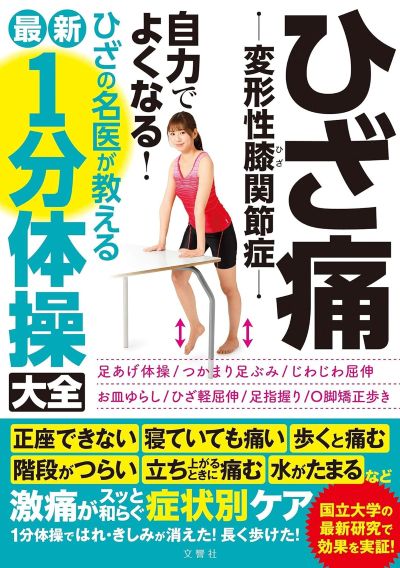 ひざ痛
―変形性膝関節症―
ひざ
自力で
よくなる!
ひざの名医が教える
最新
1分体操
大全
足あげ体操/つかまり足ぶみ/じわじわ屈伸
お皿ゆらし/ひざ軽屈伸/足指握り/O脚矯正歩き
正座できない 寝ていても痛い 歩くと痛む
階段がつらい 立ち上がるときに痛む 水がたまる など
激痛がスッと和らぐ 症状別ケア
1分体操ではれ・きしみが消えた!長く歩けた!
国立大学の
最新研究で
効果を実証!
文響社